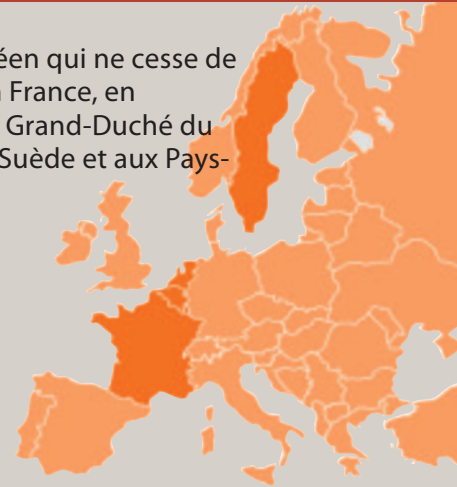 éen qui ne cesse de
France, en
Grand-Duché du
Suède et aux Pays-